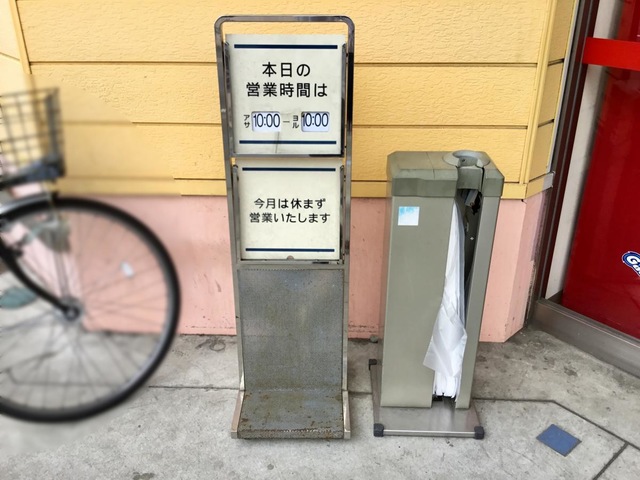 本日の
営業時間は
アサ 10:00 ― ヨル 10:00
今月は休まず
営業いたします